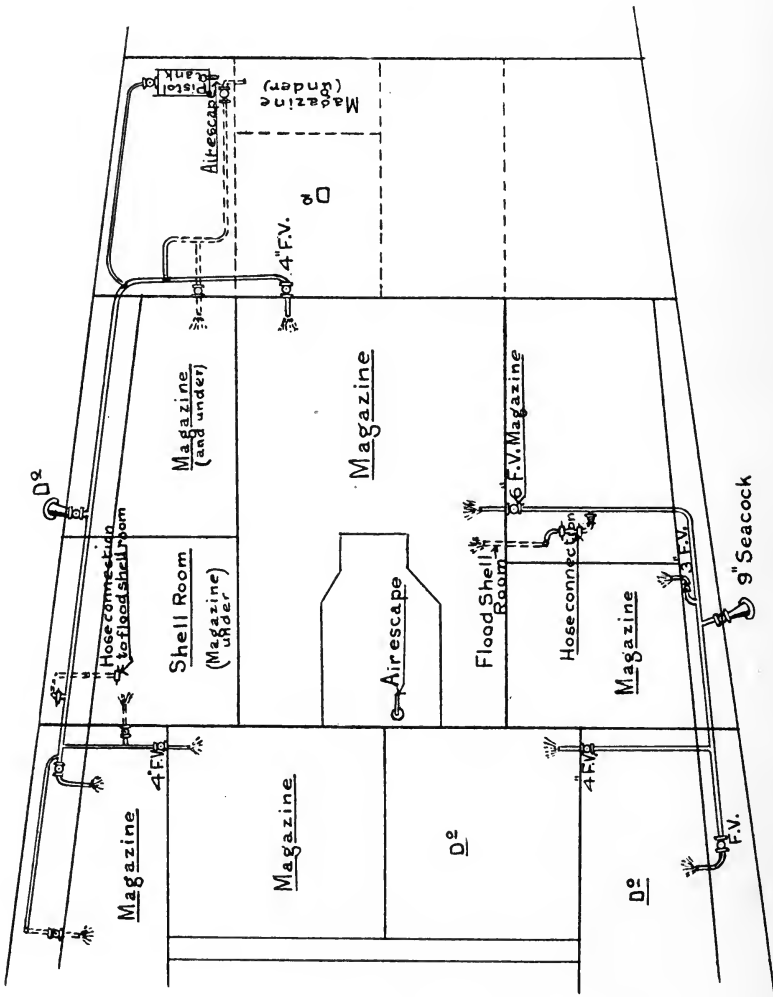 Pistol
tank
Airescape
Magazine
(under)
Dº
4" F.V.
Magazine
(and under)
Magazine
Dº
Hose connection
to flood shell room
Shell Room
(Magazine
under)
Airescape
Flood Shell
Room
6" F.V. Magazine
Hose connection
3" F.V.
9" Seacock
Magazine
4" F.V.
Magazine
Magazine
Dº
4" F.V.
Dº
F.V.